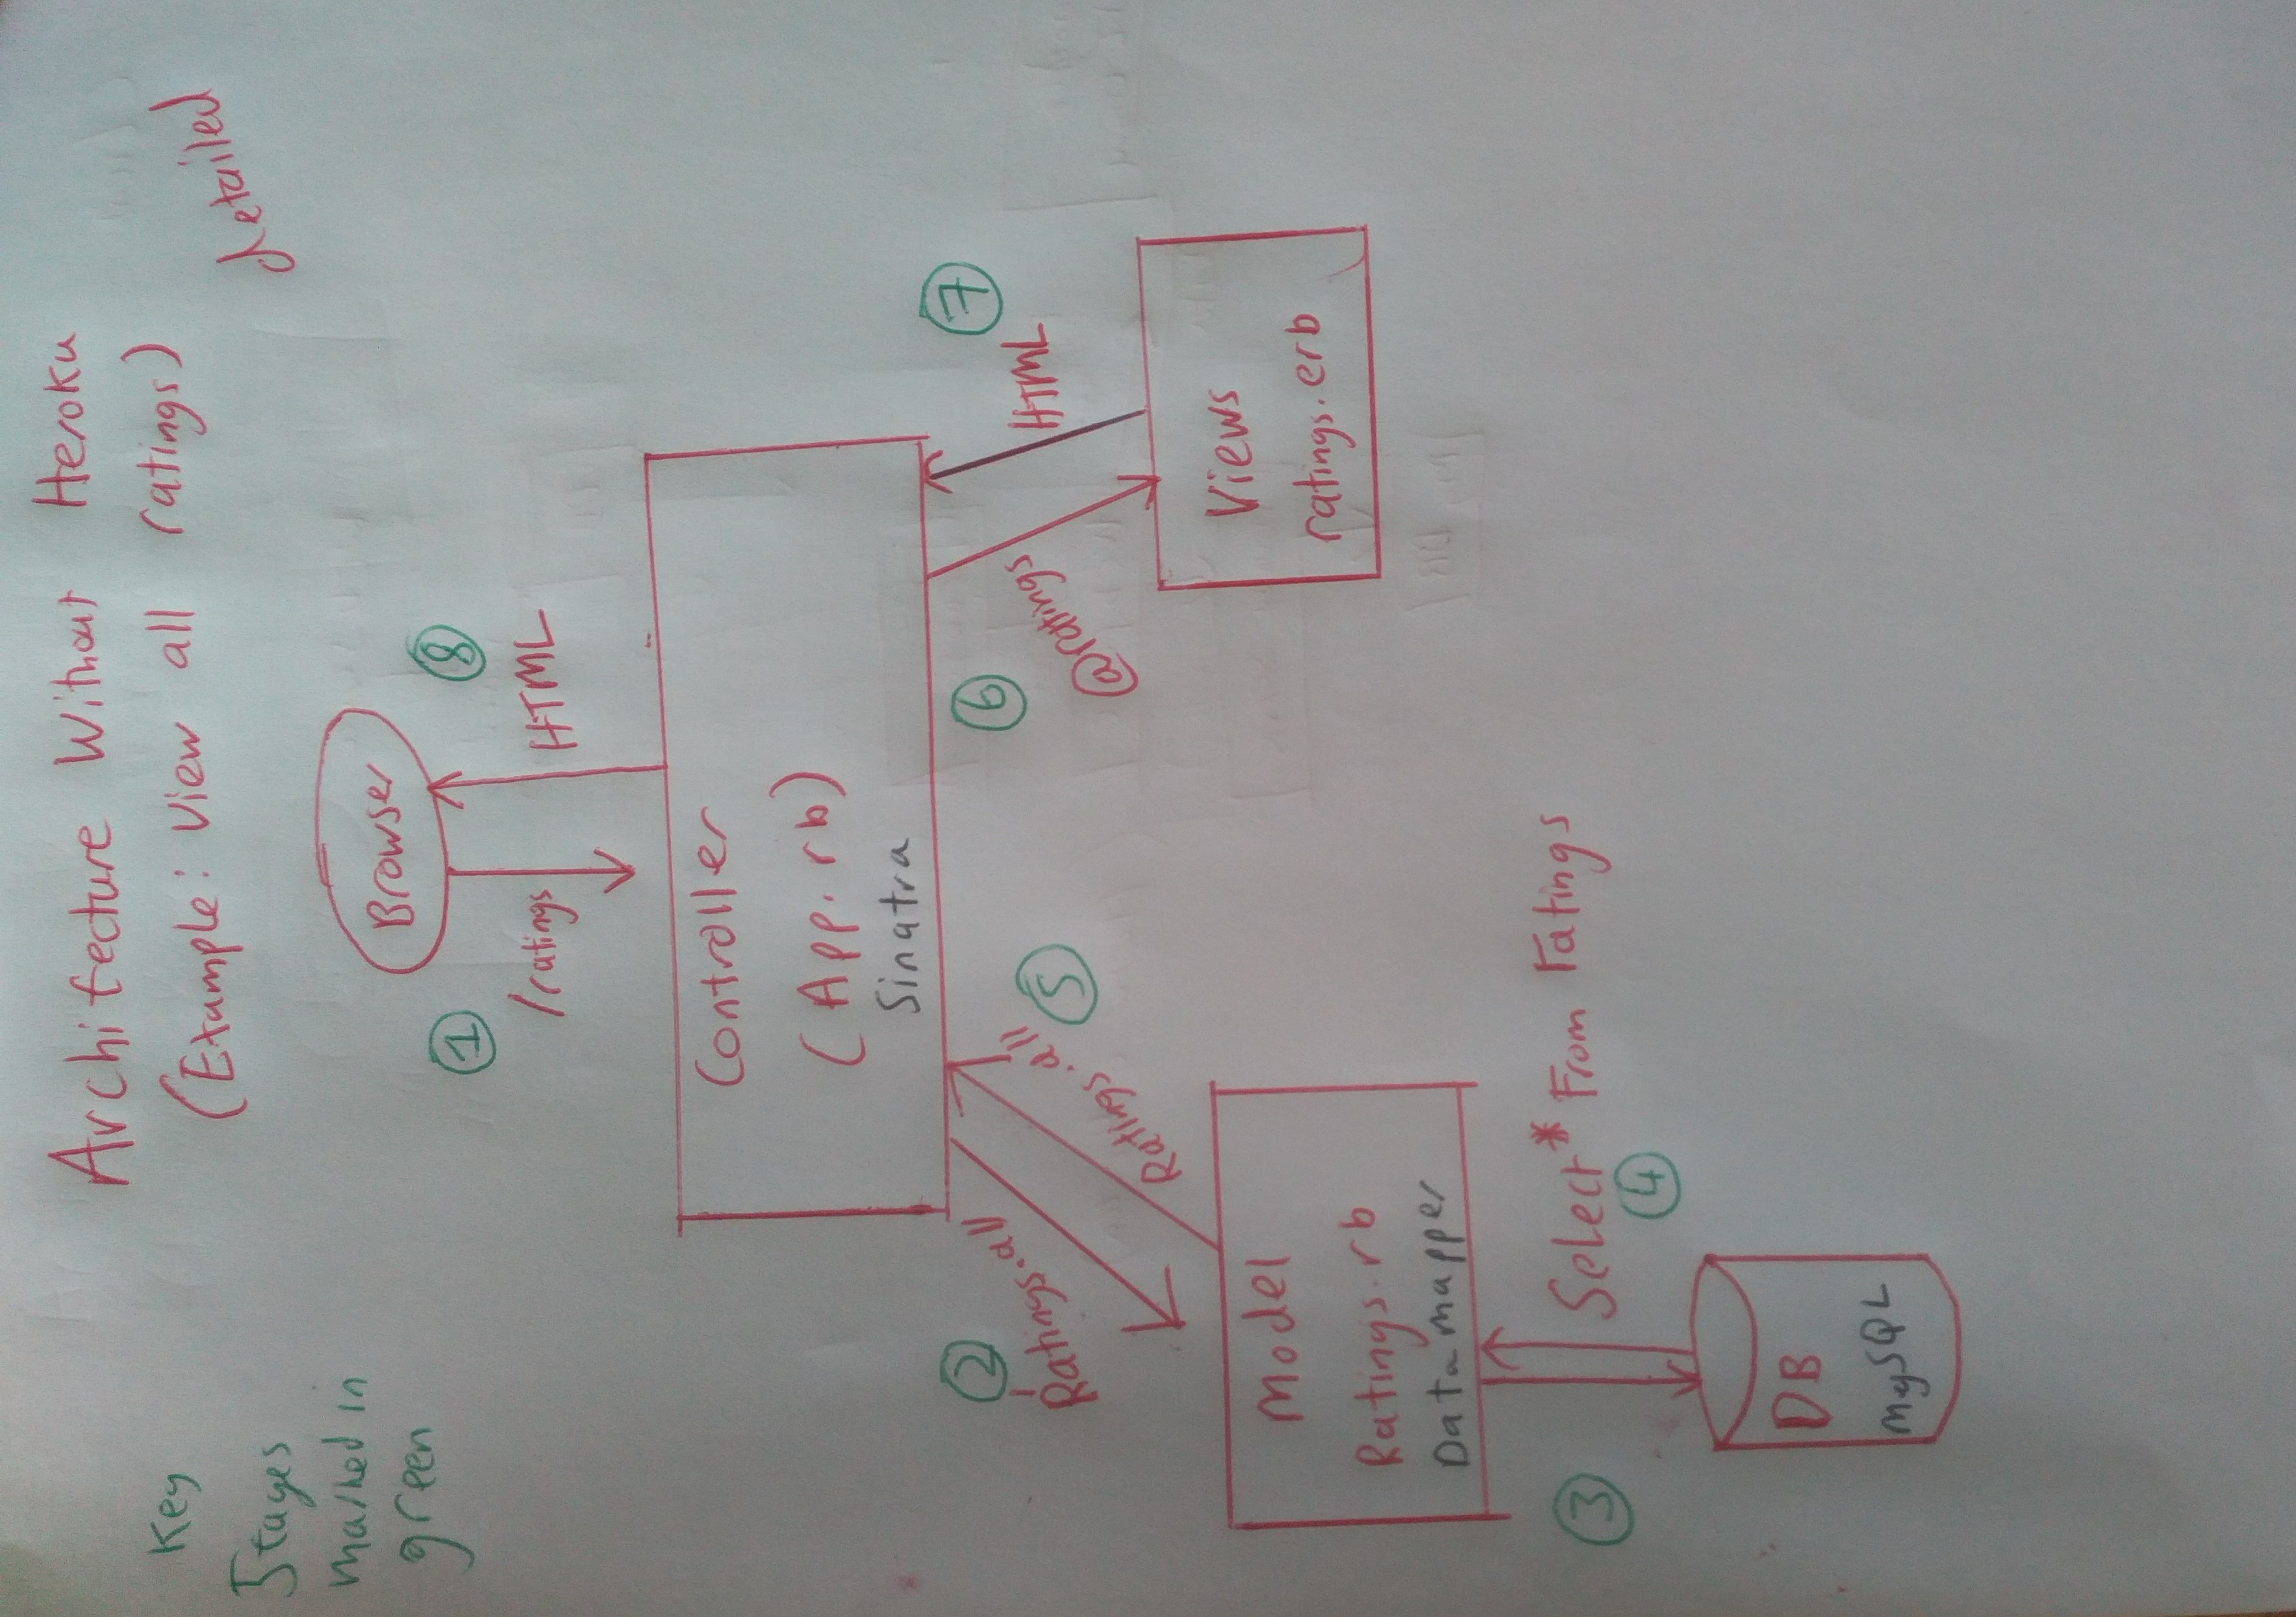 Architecture Without Heroku
(Example: View all ratings)
detailed
Key
Stages
marked in
green
Browser
1
8
/ratings
HTML
Controller
(App.rb)
Sinatra
2
Ratings.all
Ratings.all
5
6
@ratings
7
HTML
Model
Ratings.rb
Datamapper
Views
ratings.erb
3
Select * From ratings
4
DB
MySQL